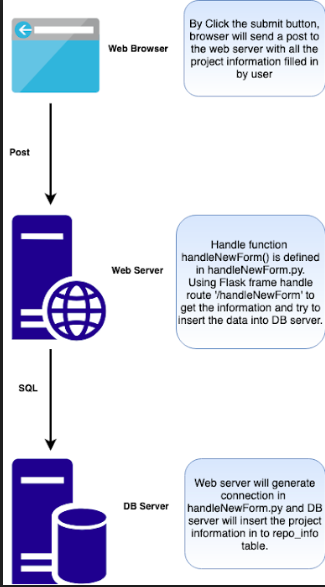 By Click the submit button,
browser will send a post to
the web server with all the
project information filled in
by user
Web Browser
Post
Handle function
handleNewForm() is defined
in handleNewForm.py.
Using Flask frame handle
route '/handleNewForm' to
get the information and try to
insert the data into DB server.
Web Server
SQL
Web server will generate
connection in
handleNewForm.py and DB
server will insert the project
information in to repo_info
table.
DB Server